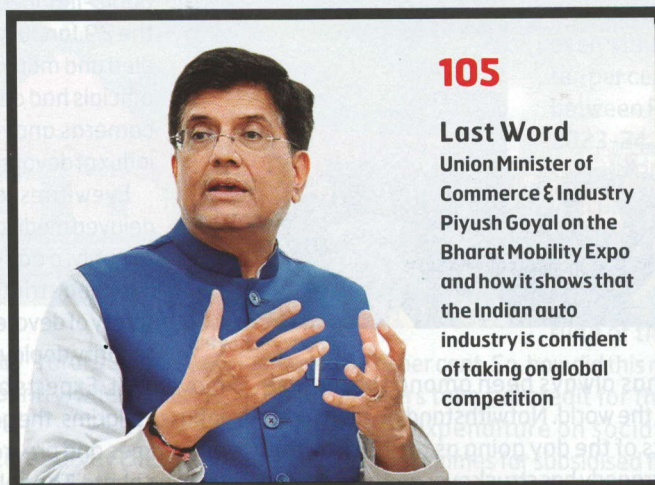 105
Last Word
Union Minister of
Commerce & Industry
Piyush Goyal on the
Bharat Mobility Expo
and how it shows that
the Indian auto
industry is confident
of taking on global
competition